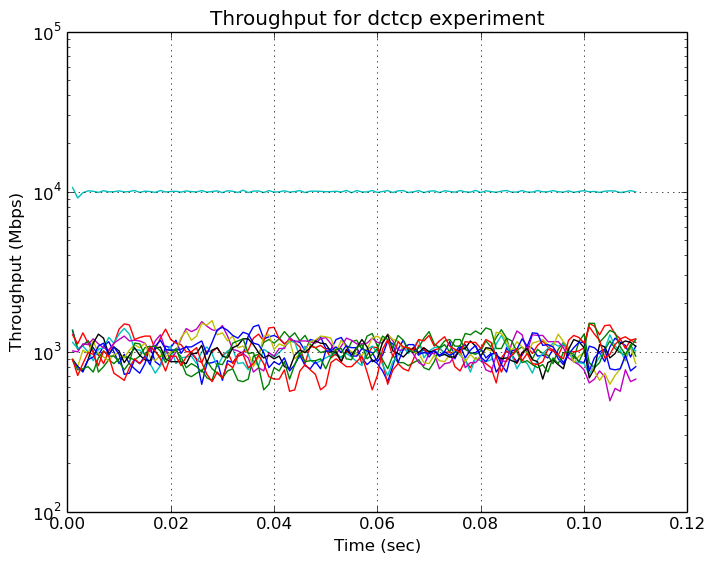 Throughput for dctcp experiment
Throughput (Mbps)
10^5
10^4
10^3
10^2
0.00 0.02 0.04 0.06 0.08 0.10 0.12
Time (sec)